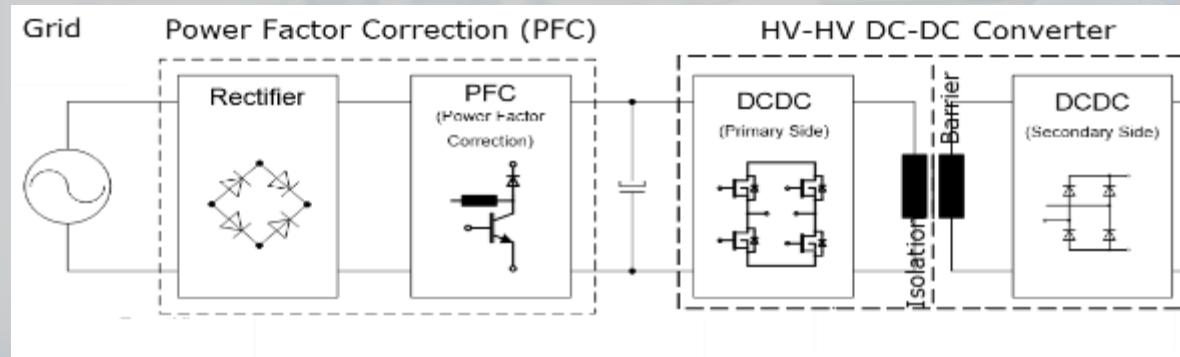 Grid
Power Factor Correction (PFC)
HV-HV DC-DC Converter
Rectifier
PFC
(Power Factor
Correction)
DCDC
(Primary Side)
Isolation
Barrier
DCDC
(Secondary Side)